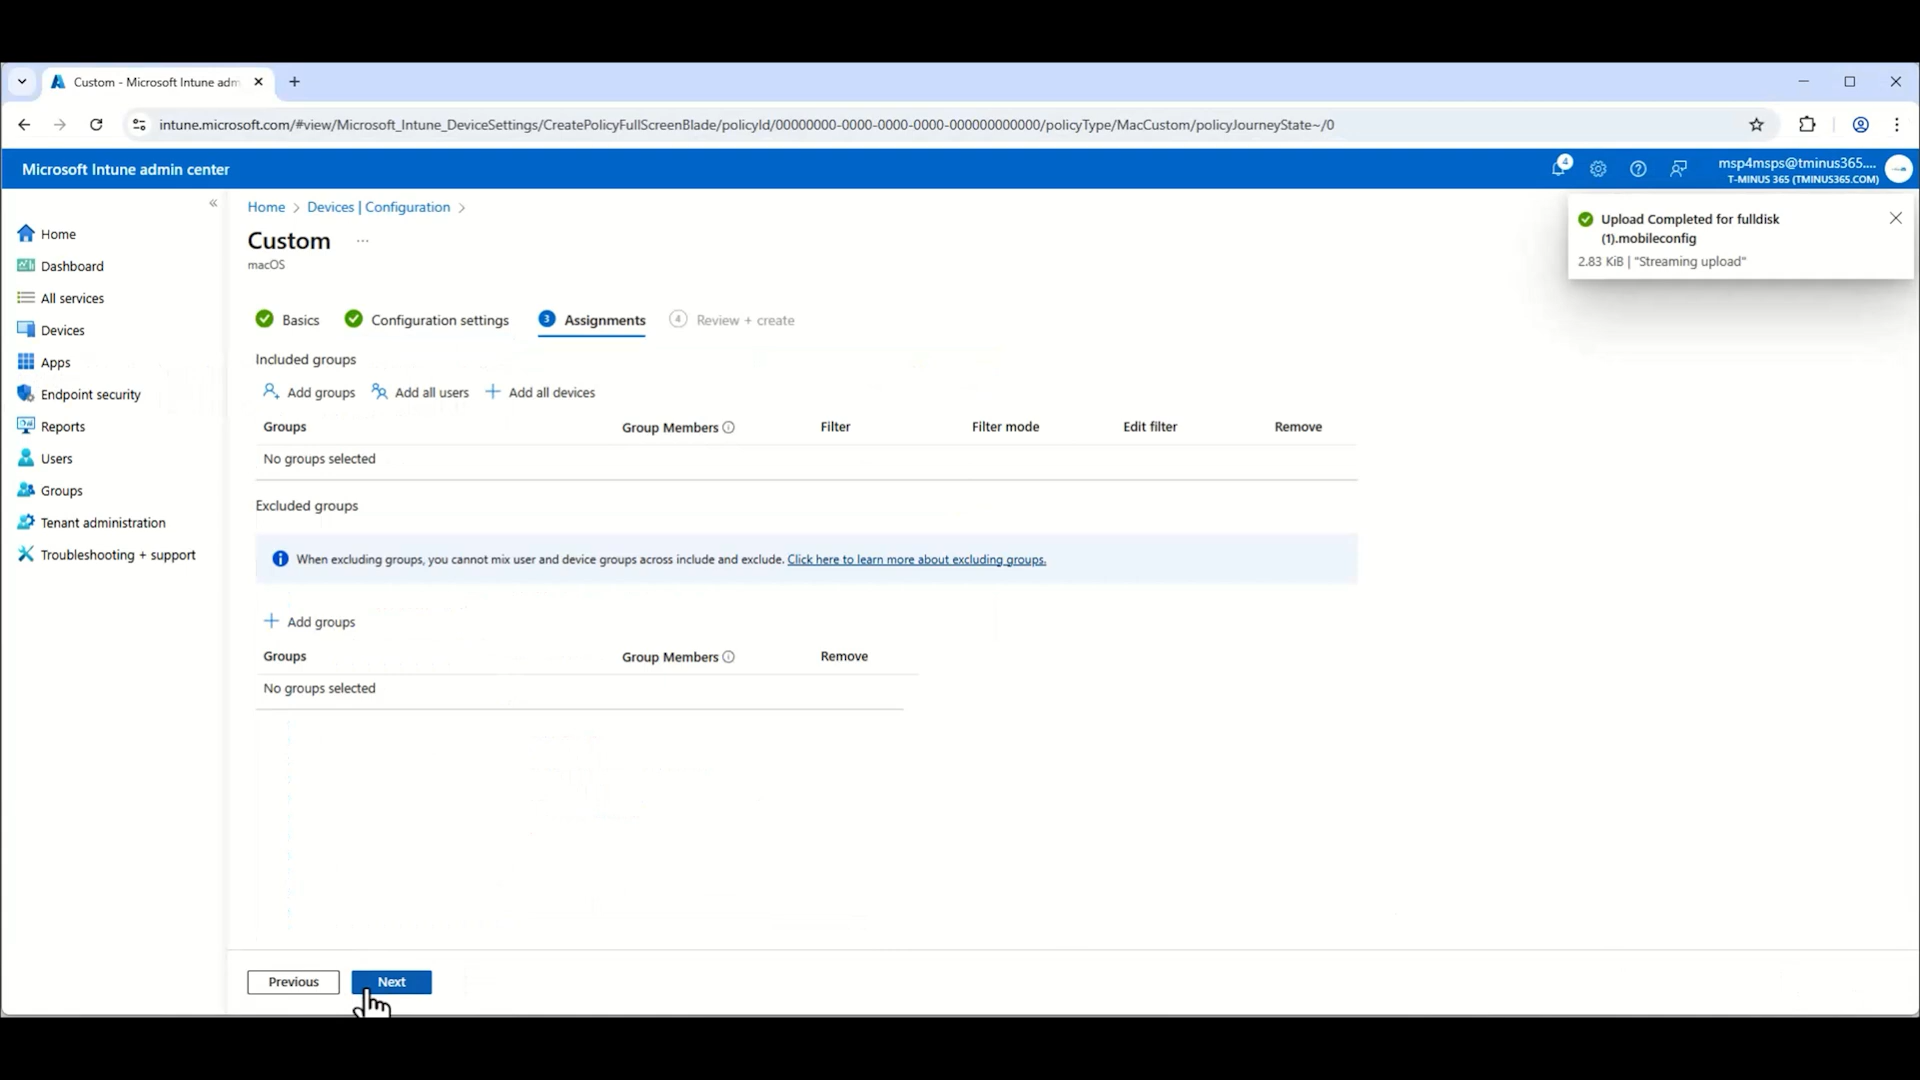 Custom - Microsoft Intune adm
intune.microsoft.com/#view/Microsoft_Intune_DeviceSettings/CreatePolicyFullScreenBlade/policyId/00000000-0000-0000-0000-000000000000/policyType/MacCustom/policyJourneyState~/0
Microsoft Intune admin center
4
msp4msps@tminus365....
T-MINUS 365 (TMINUS365.COM)
Home
Dashboard
All services
Devices
Apps
Endpoint security
Reports
Users
Groups
Tenant administration
Troubleshooting + support
Home > Devices | Configuration >
Custom ...
macOS
Upload Completed for fulldisk
(1).mobileconfig
2.83 KiB | "Streaming upload"
Basics Configuration settings 3 Assignments 4 Review + create
Included groups
Add groups Add all users Add all devices
Groups Group Members Filter Filter mode Edit filter Remove
No groups selected
Excluded groups
When excluding groups, you cannot mix user and device groups across include and exclude. Click here to learn more about excluding groups.
Add groups
Groups Group Members Remove
No groups selected
Previous Next